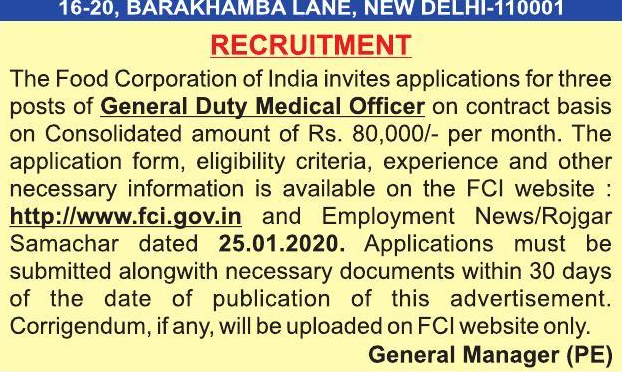 16-20, BARAKHAMBA LANE, NEW DELHI-110001
RECRUITMENT
The Food Corporation of India invites applications for three
posts of General Duty Medical Officer on contract basis
on Consolidated amount of Rs. 80,000/- per month. The
application form, eligibility criteria, experience and other
necessary information is available on the FCI website :
http://www.fci.gov.in and Employment News/Rojgar
Samachar dated 25.01.2020. Applications must be
submitted alongwith necessary documents within 30 days
of the date of publication of this advertisement.
Corrigendum, if any, will be uploaded on FCI website only.
General Manager (PE)